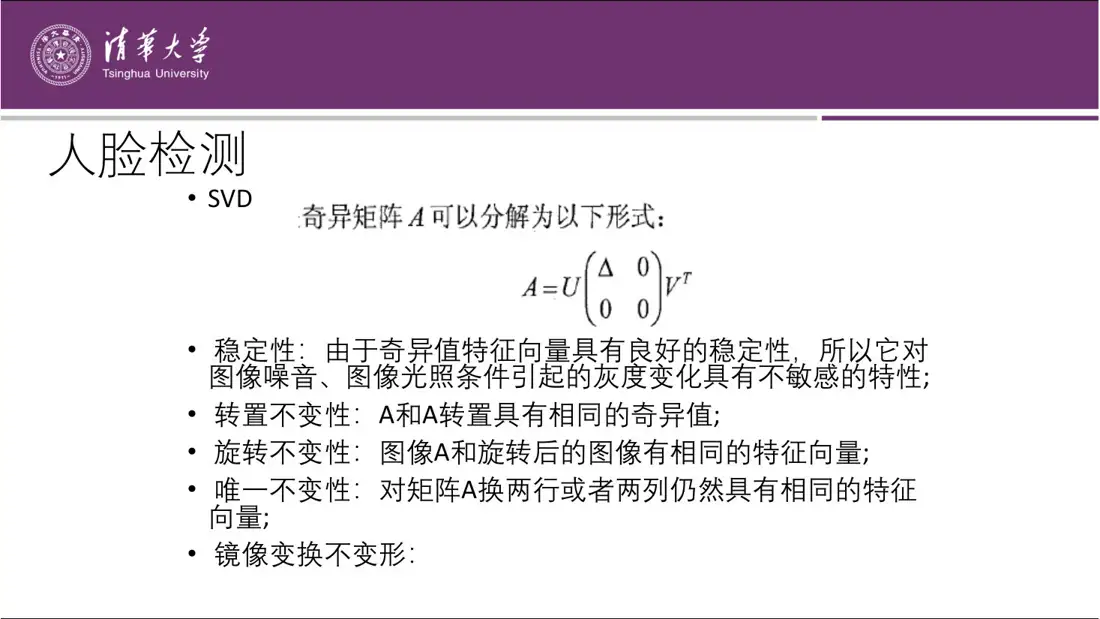 清华大学
Tsinghua University
人脸检测
• SVD
奇异矩阵 A 可以分解为以下形式：
A=U(Δ 0
0 0)V^T
• 稳定性：由于奇异值特征向量具有良好的稳定性，所以它对
图像噪音、图像光照条件引起的灰度变化具有不敏感的特性;
• 转置不变性：A和A转置具有相同的奇异值;
• 旋转不变性：图像A和旋转后的图像有相同的特征向量;
• 唯一不变性：对矩阵A换两行或者两列仍然具有相同的特征
向量;
• 镜像变换不变形：